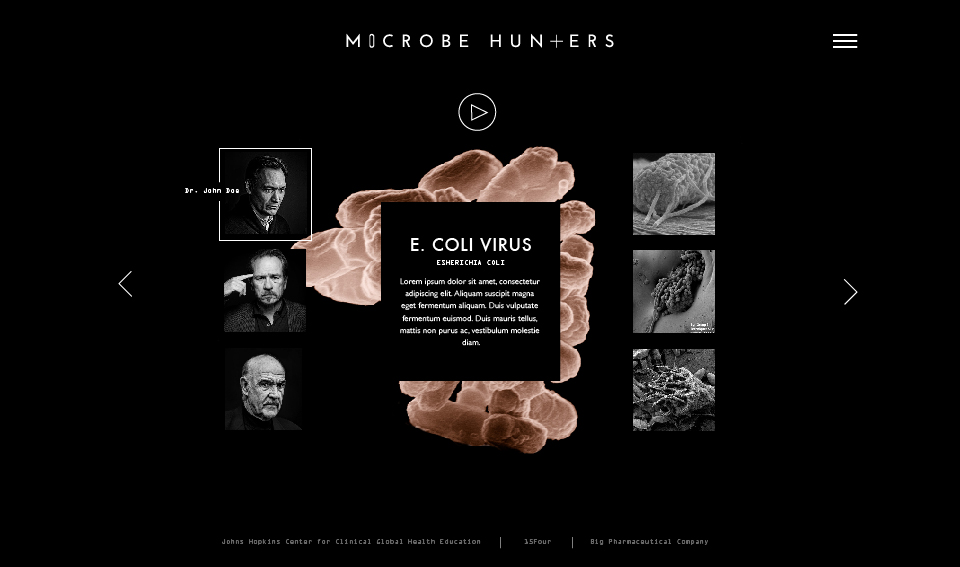 MICROBE HUNTERS
Dr. John Doe
E. COLI VIRUS
ESHERICHIA COLI
Lorem ipsum dolor sit amet, consectetur
adipiscing elit. Aliquam suscipit magna
eget fermentum aliquam. Duis vulputate
fermentum euismod. Duis mauris tellus,
mattis non purus ac, vestibulum molestie
diam.
Johns Hopkins Center for Clinical Global Health Education
15Four
Big Pharmaceutical Company